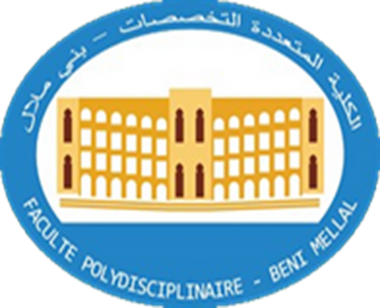 الكلية المتعددة التخصصات – بني ملال
FACULTE POLYDISCIPLINAIRE - BENI MELLAL